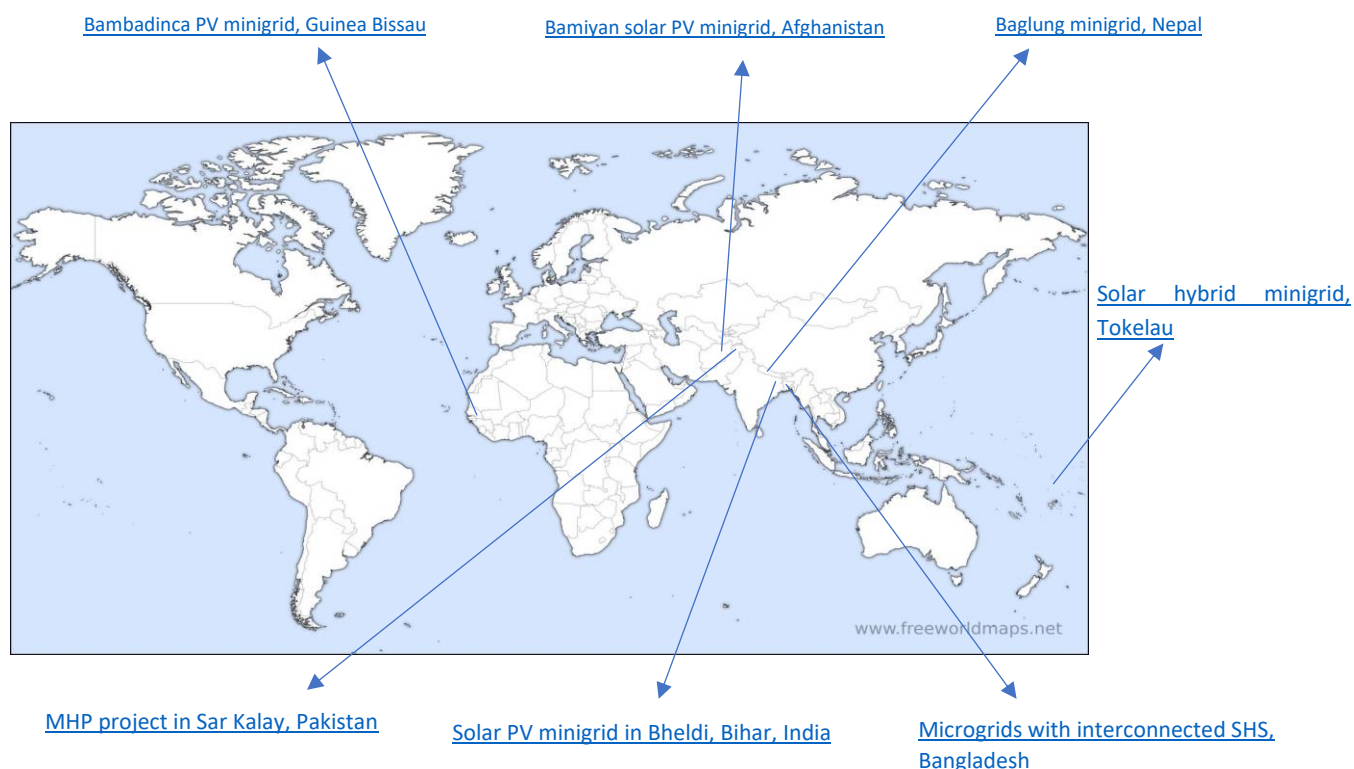 Bambadinca PV minigrid, Guinea Bissau
Bamiyan solar PV minigrid, Afghanistan
Baglung minigrid, Nepal
Solar hybrid minigrid,
Tokelau
www.freeworldmaps.net
MHP project in Sar Kalay, Pakistan
Solar PV minigrid in Bheldi, Bihar, India
Microgrids with interconnected SHS,
Bangladesh